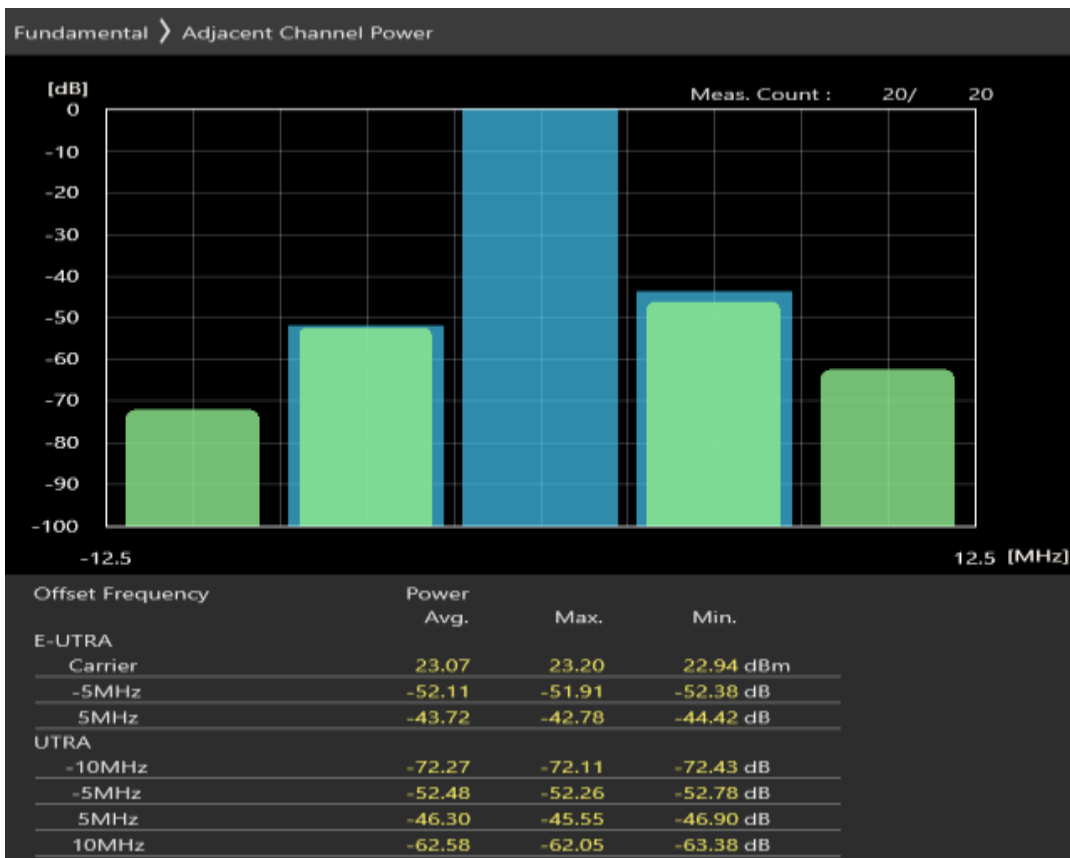 Fundamental 〉 Adjacent Channel Power
[dB]
Meas. Count : 20/ 20
0
-10
-20
-30
-40
-50
-60
-70
-80
-90
-100
-12.5 12.5 [MHz]
Offset Frequency Power
Avg. Max. Min.
E-UTRA
Carrier 23.07 23.20 22.94 dBm
-5MHz -52.11 -51.91 -52.38 dB
5MHz -43.72 -42.78 -44.42 dB
UTRA
-10MHz -72.27 -72.11 -72.43 dB
-5MHz -52.48 -52.26 -52.78 dB
5MHz -46.30 -45.55 -46.90 dB
10MHz -62.58 -62.05 -63.38 dB